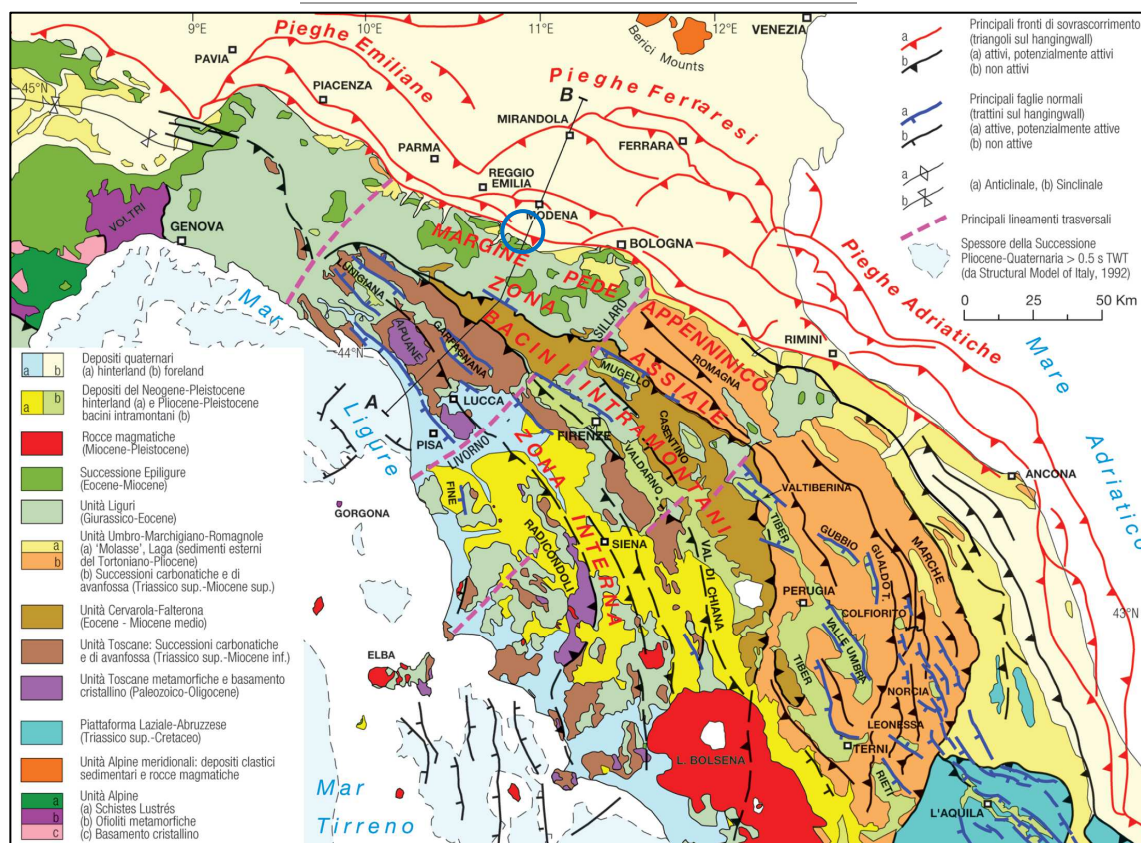 9°E
10°E
11°E
12°E
VENEZIA
Berici Mounts
PAVIA
Pieghe Emiliane
45°N
PIACENZA
B
Pieghe Ferraresi
MIRANDOLA
FERRARA
PARMA
REGGIO
EMILIA
MODENA
VOLTRI
GENOVA
MARGINE PEDE APPENNINICO
BOLOGNA
Pieghe Adriatiche
ZONA ASSIALE
LUNIGIANA
SILLARO
Mar Ligure
APUANE
GARFAGNANA
BACINI INTRAMONTANI
ROMAGNA
RIMINI
Mare Adriatico
44°N
MUGELLO
A
LUCCA
PISA
LIVORNO
FIRENZE
CASENTINO
ZONA INTERNA
VALDARNO
ANCONA
FINE
VALTIBERINA
GORGONA
TIBER
RADICONDOLI
SIENA
GUBBIO
GUALDO T.
MARCHE
VAL DI CHIANA
PERUGIA
COLFIORITO
43°N
ELBA
TIBER
VALLE UMBRA
NORCIA
LEONESSA
TERNI
L. BOLSENA
RIETI
L'AQUILA
Mar
Tirreno
a
b
Principali fronti di sovrascorrimento
(triangoli sul hangingwall)
(a) attivi, potenzialmente attivi
(b) non attivi
a
b
Principali faglie normali
(trattini sul hangingwall)
(a) attive, potenzialmente attive
(b) non attive
a
b
(a) Anticlinale, (b) Sinclinale
Principali lineamenti trasversali
Spessore della Successione
Pliocene-Quaternaria > 0.5 s TWT
(da Structural Model of Italy, 1992)
0 25 50 Km
a b
Depositi quaternari
(a) hinterland (b) foreland
a b
Depositi del Neogene-Pleistocene
hinterland (a) e Pliocene-Pleistocene
bacini intramontani (b)
Rocce magmatiche
(Miocene-Pleistocene)
Successione Epiligure
(Eocene-Miocene)
Unità Liguri
(Giurassico-Eocene)
Unità Umbro-Marchigiano-Romagnole
a
(a) 'Molasse', Laga (sedimenti esterni
del Tortoniano-Pliocene)
b
(b) Successioni carbonatiche e di
avanfossa (Triassico sup.-Miocene sup.)
Unità Cervarola-Falterona
(Eocene - Miocene medio)
Unità Toscane: Successioni carbonatiche
e di avanfossa (Triassico sup.-Miocene inf.)
Unità Toscane metamorfiche e basamento
cristallino (Paleozoico-Oligocene)
Piattaforma Laziale-Abruzzese
(Triassico sup.-Cretaceo)
Unità Alpine meridionali: depositi clastici
sedimentari e rocce magmatiche
Unità Alpine
a
(a) Schistes Lustrés
b
(b) Ofioliti metamorfiche
c
(c) Basamento cristallino